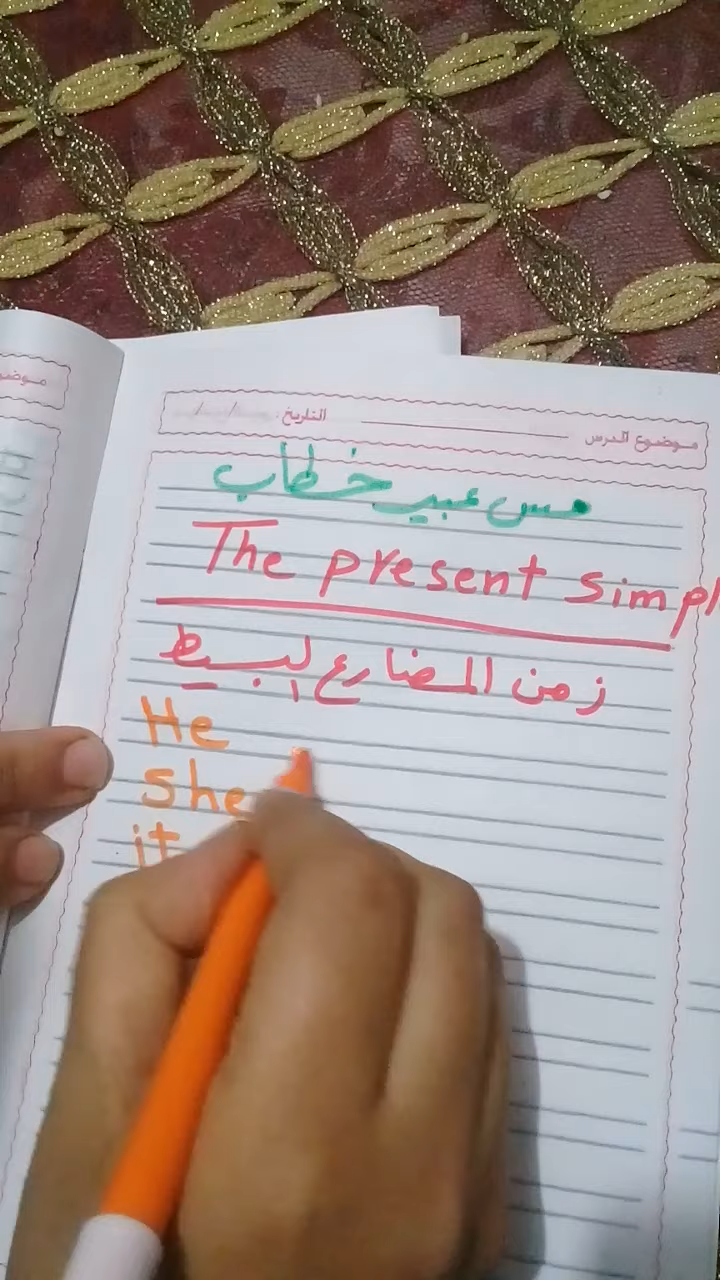 موضوع الدرس التاريخ: / /
مس عبير خطاب
The present simpl
زمن المضارع البسيط
He
she
it